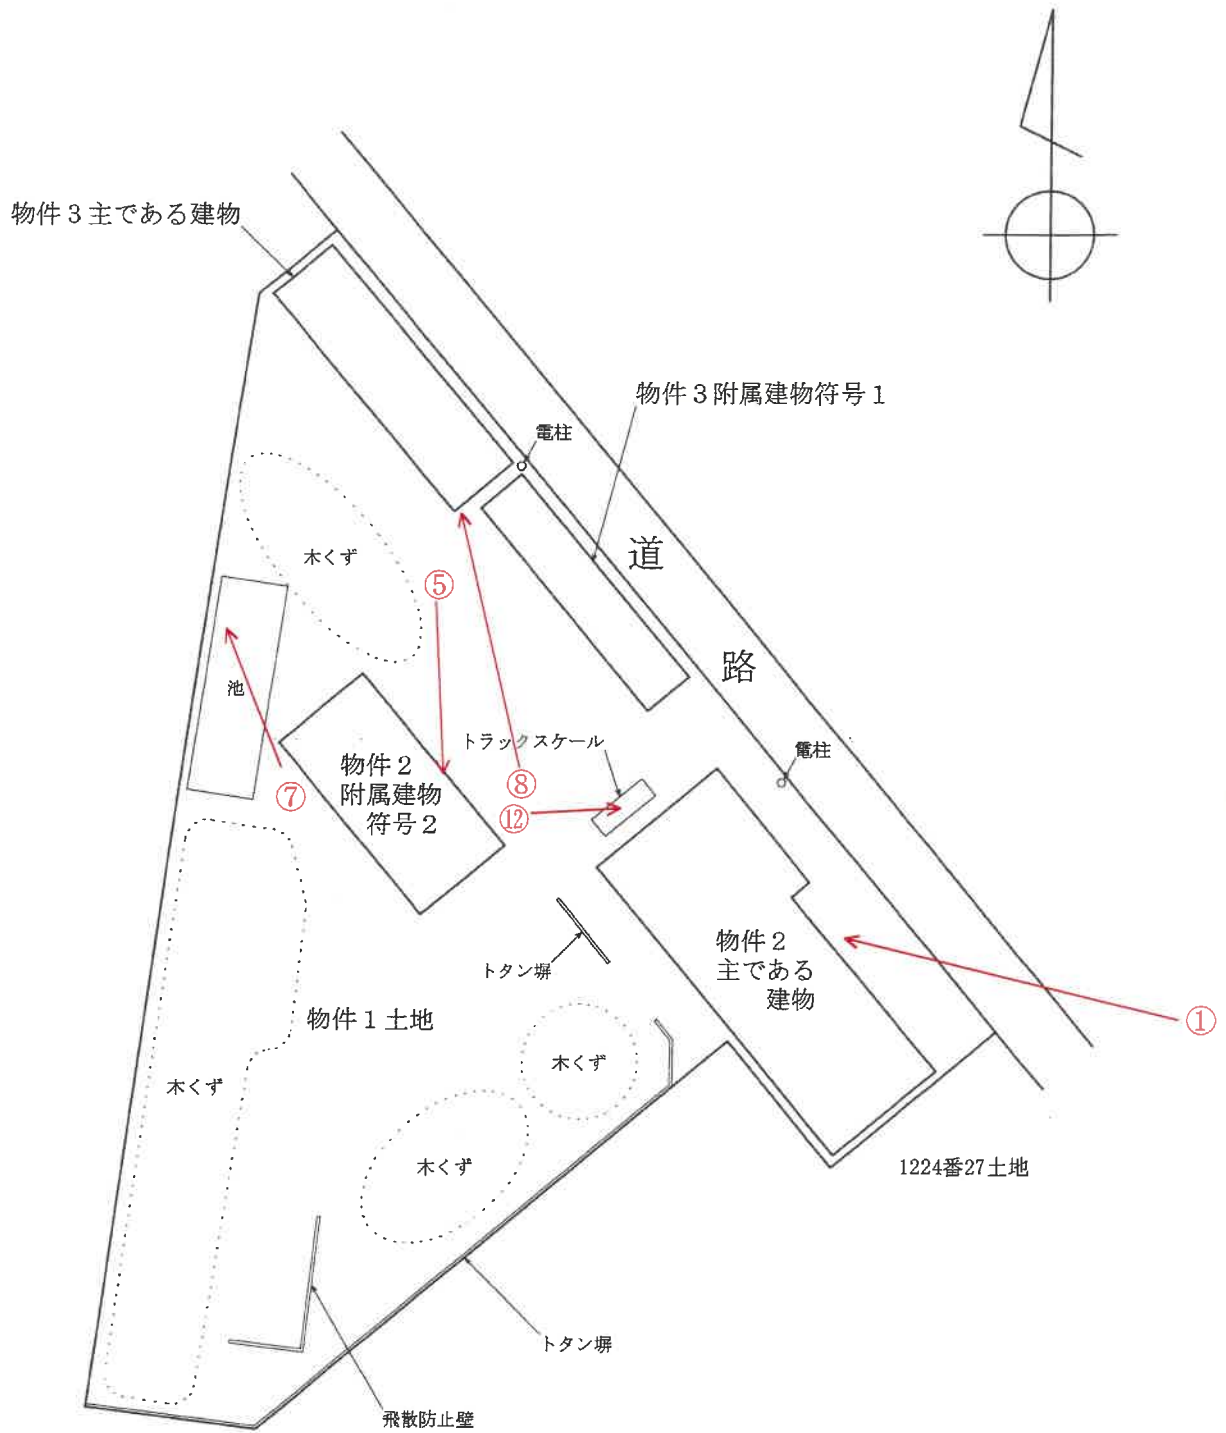 物件３主である建物
物件３附属建物符号１
電柱
道
木くず
⑤
路
池
トラックスケール
電柱
物件２
附属建物
符号２
⑧
⑦
⑫
物件２
主である
建物
トタン塀
①
物件１土地
木くず
木くず
木くず
1224番27土地
トタン塀
飛散防止壁